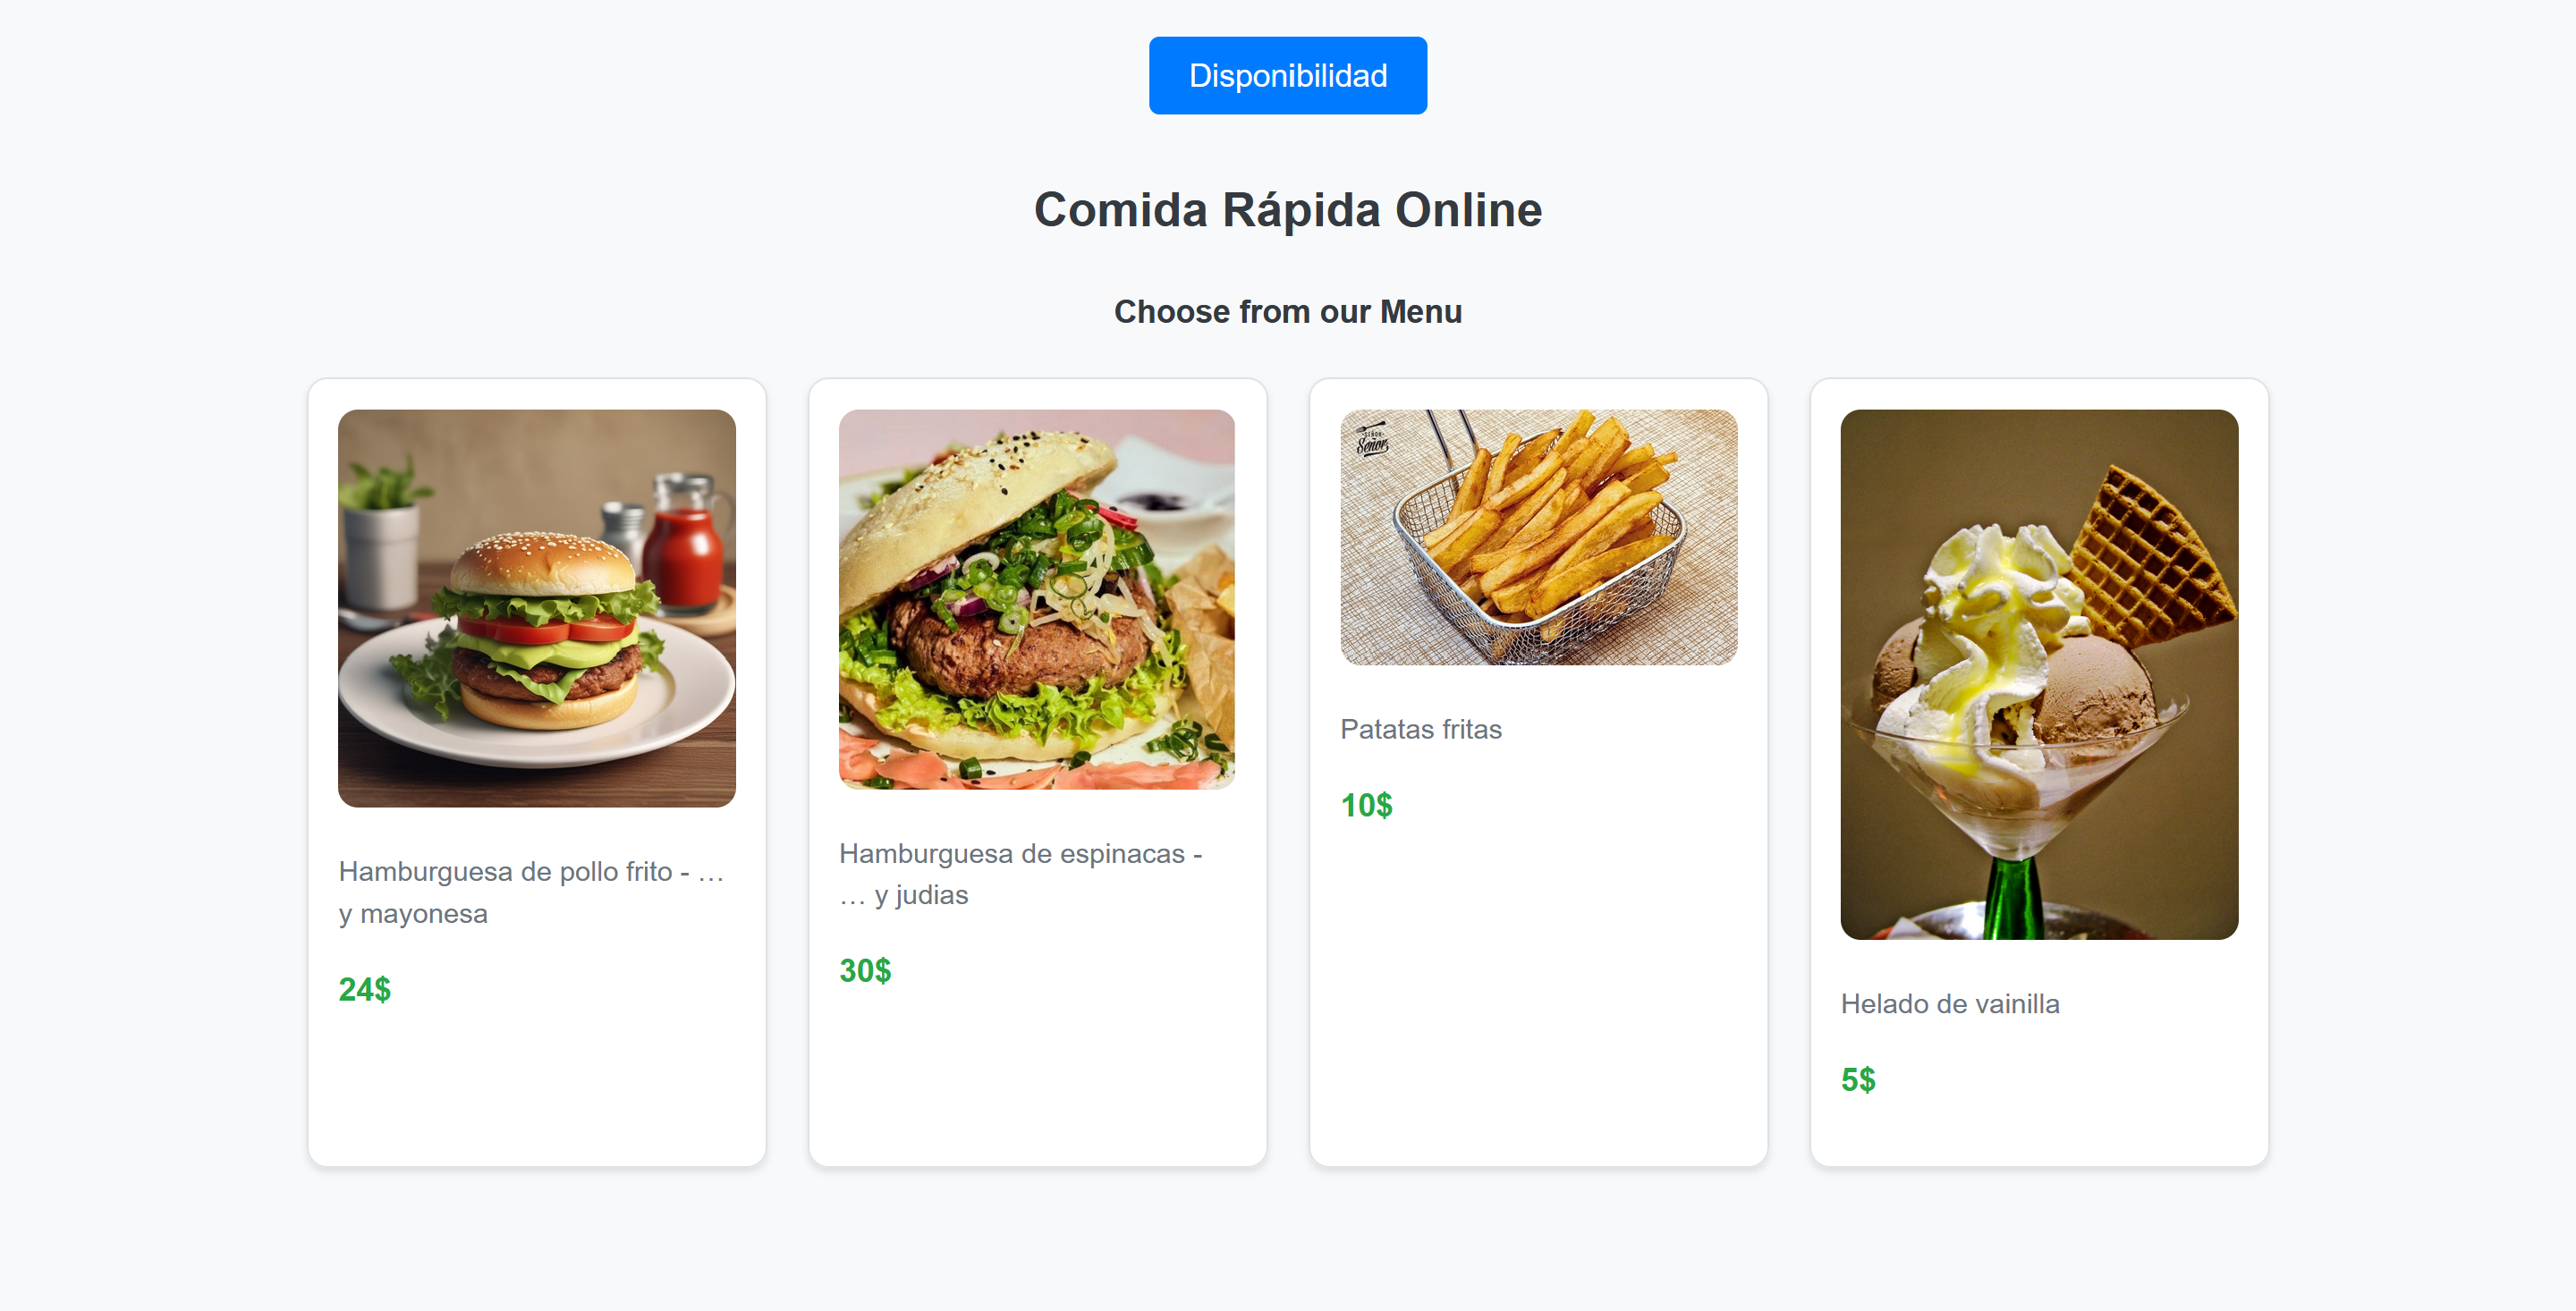 Disponibilidad
Comida Rápida Online
Choose from our Menu
Hamburguesa de pollo frito - …
y mayonesa
24$
Hamburguesa de espinacas -
… y judias
30$
SEÑOR
Señor
Patatas fritas
10$
Helado de vainilla
5$